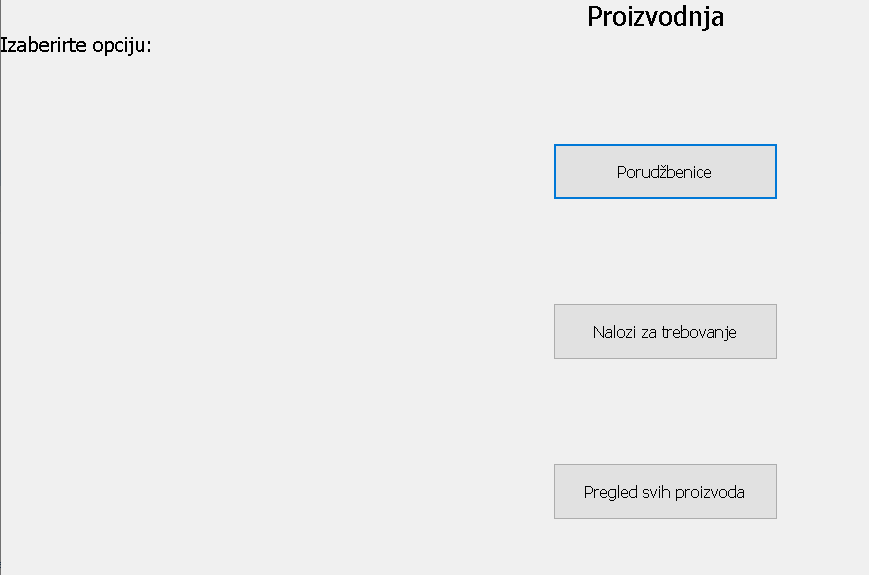 Proizvodnja
Izaberirte opciju:
Porudžbenice
Nalozi za trebovanje
Pregled svih proizvoda